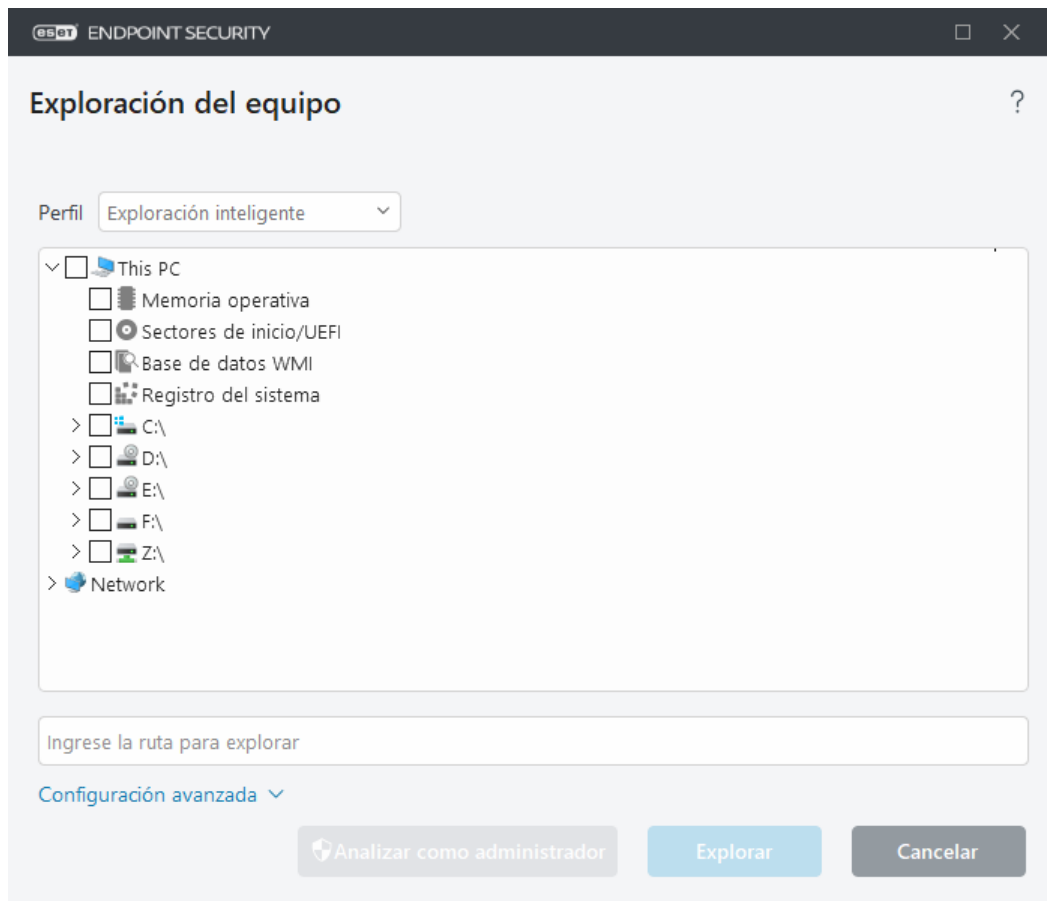 eset ENDPOINT SECURITY
Exploración del equipo
?
Perfil Exploración inteligente
This PC
Memoria operativa
Sectores de inicio/UEFI
Base de datos WMI
Registro del sistema
C:\
D:\
E:\
F:\
Z:\
Network
Ingrese la ruta para explorar
Configuración avanzada
Analizar como administrador Explorar Cancelar